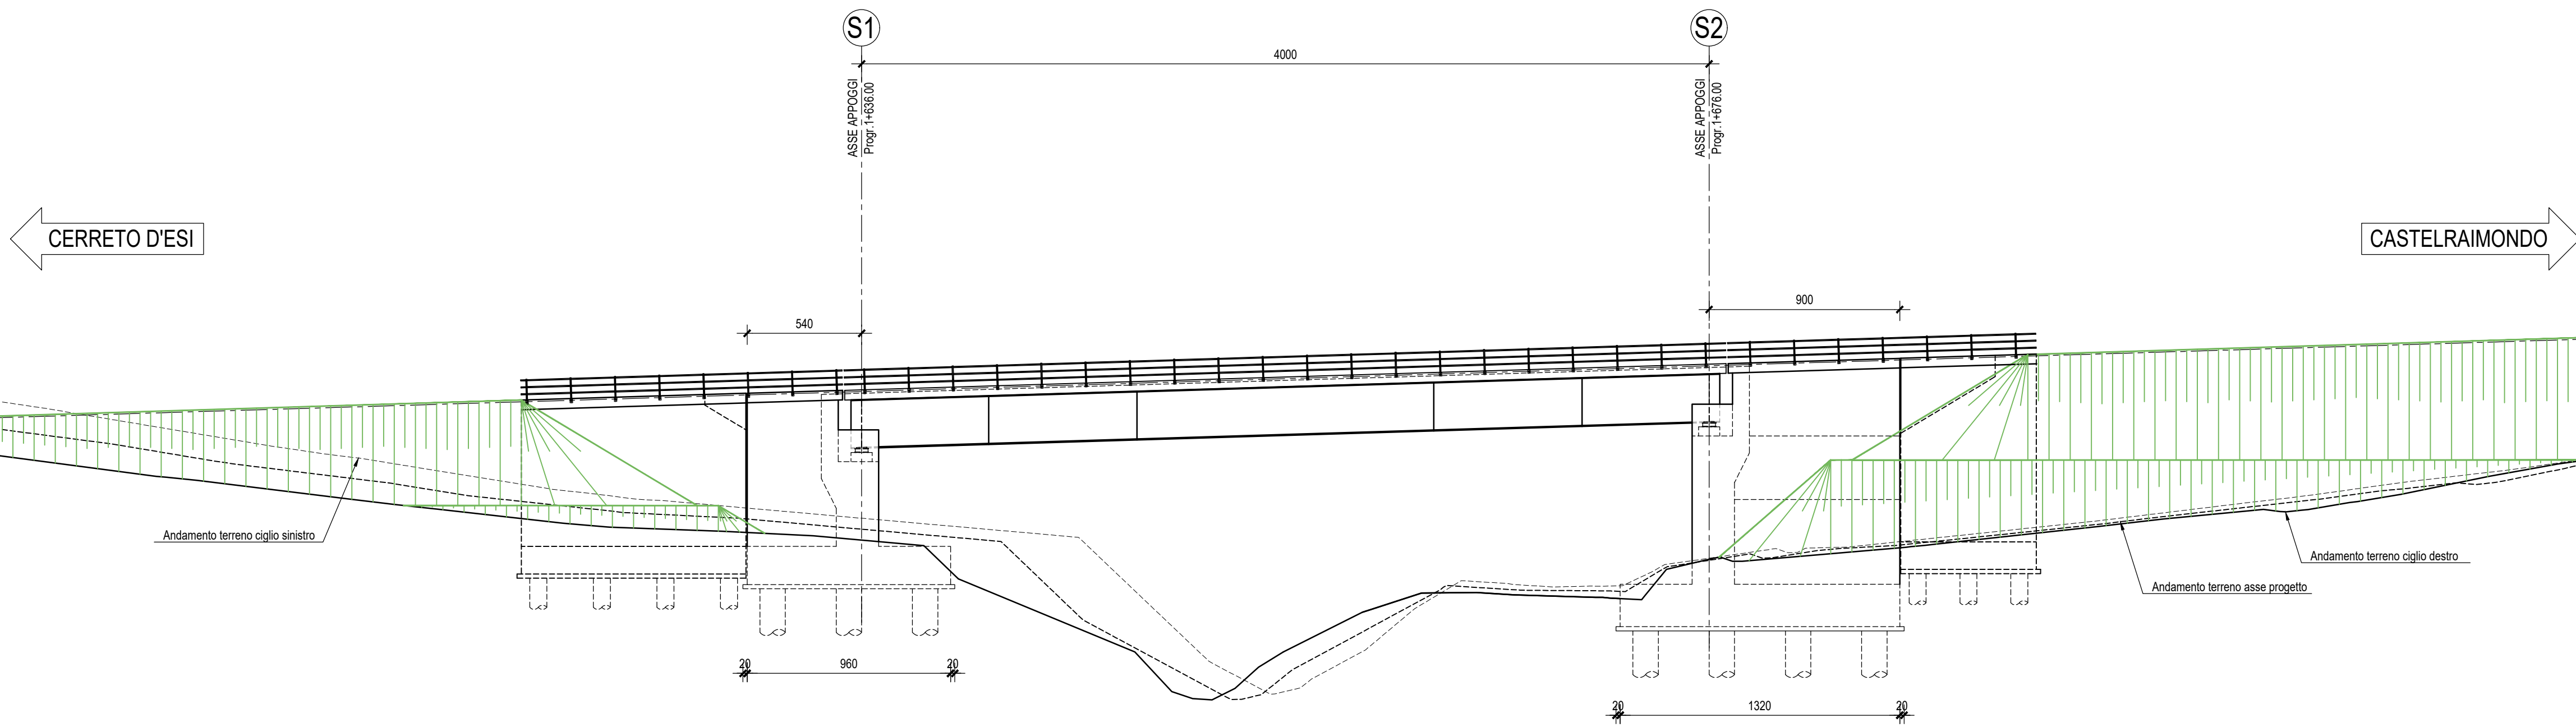 S1
S2
4000
ASSE APPOGGI
Progr.1+636.00
ASSE APPOGGI
Progr.1+676.00
CERRETO D'ESI
CASTELRAIMONDO
540
900
Andamento terreno ciglio sinistro
Andamento terreno ciglio destro
Andamento terreno asse progetto
20
960
20
20
1320
20